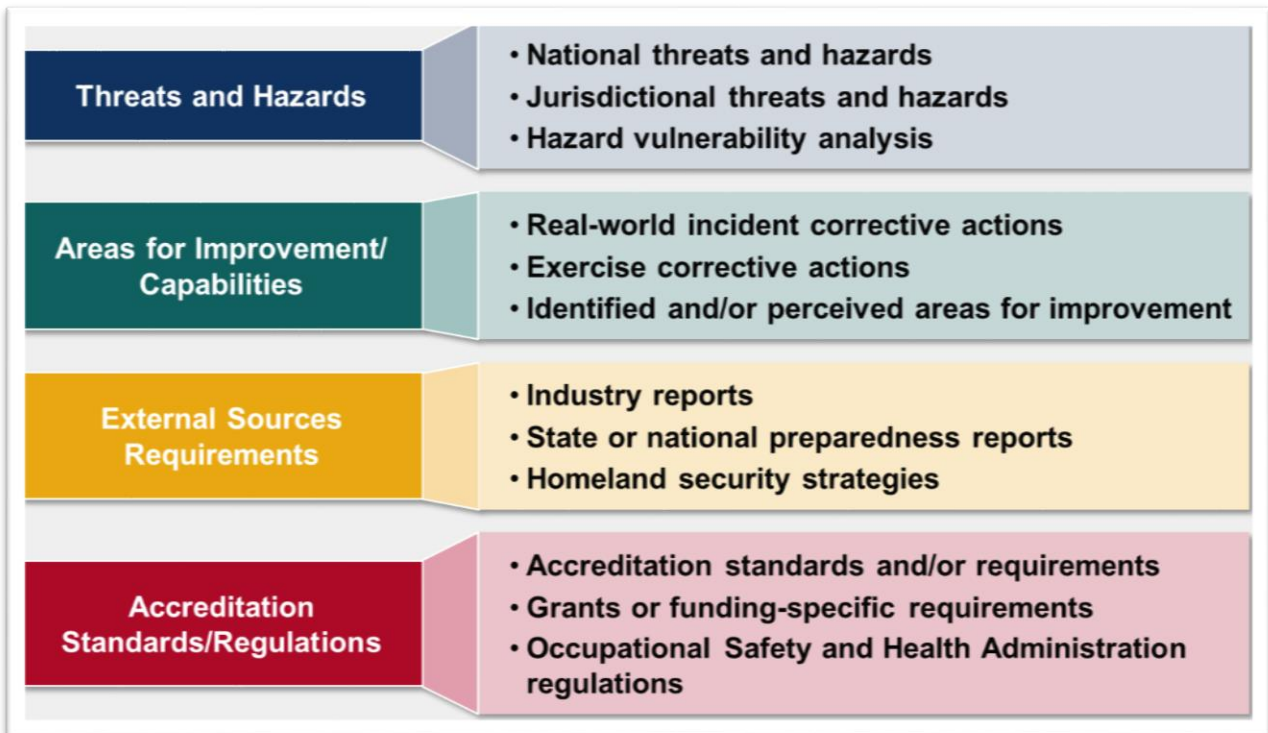 Threats and Hazards
• National threats and hazards
• Jurisdictional threats and hazards
• Hazard vulnerability analysis
Areas for Improvement/
Capabilities
• Real-world incident corrective actions
• Exercise corrective actions
• Identified and/or perceived areas for improvement
External Sources
Requirements
• Industry reports
• State or national preparedness reports
• Homeland security strategies
Accreditation
Standards/Regulations
• Accreditation standards and/or requirements
• Grants or funding-specific requirements
• Occupational Safety and Health Administration
regulations